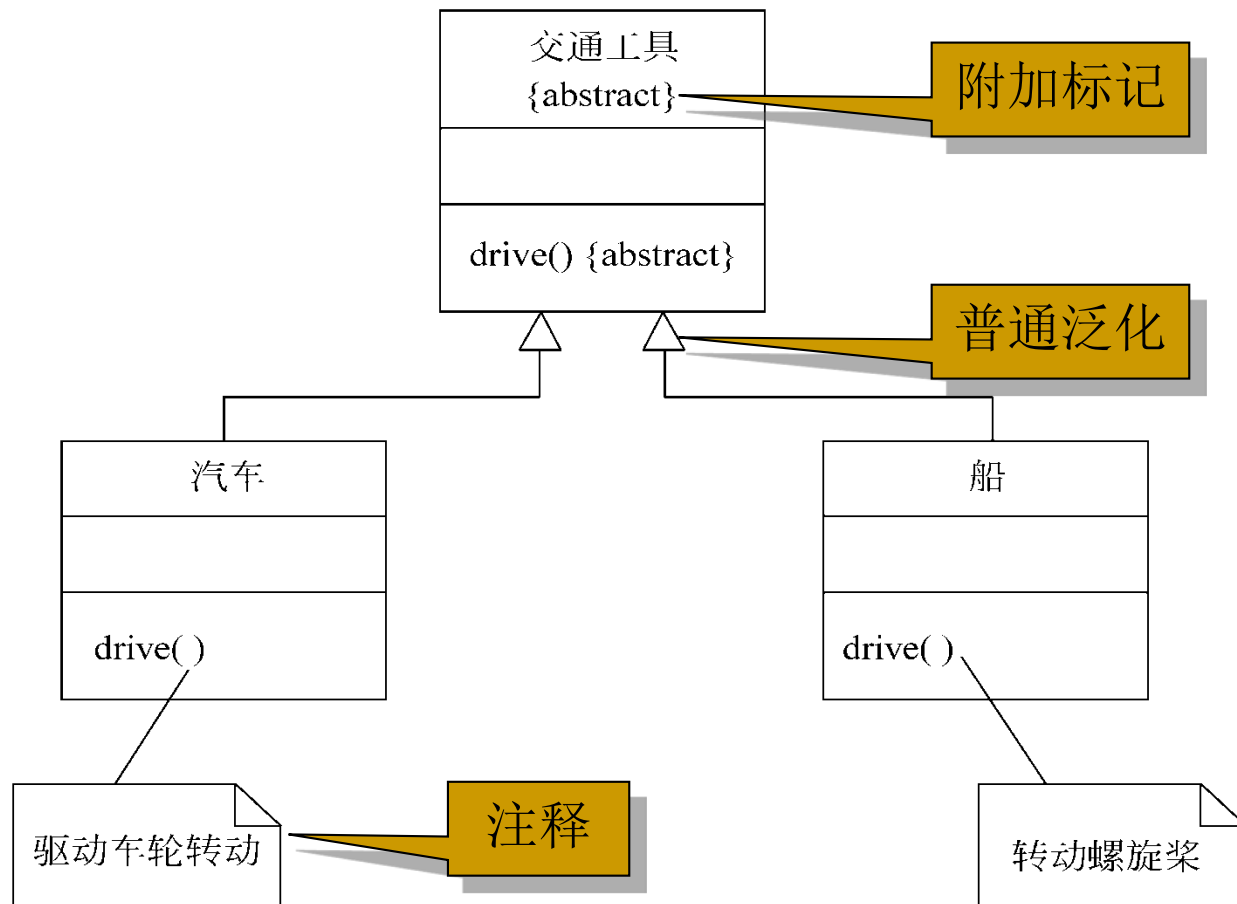 交通工具
{abstract}
附加标记
drive() {abstract}
普通泛化
汽车
船
drive( )
drive( )
注释
驱动车轮转动
转动螺旋桨